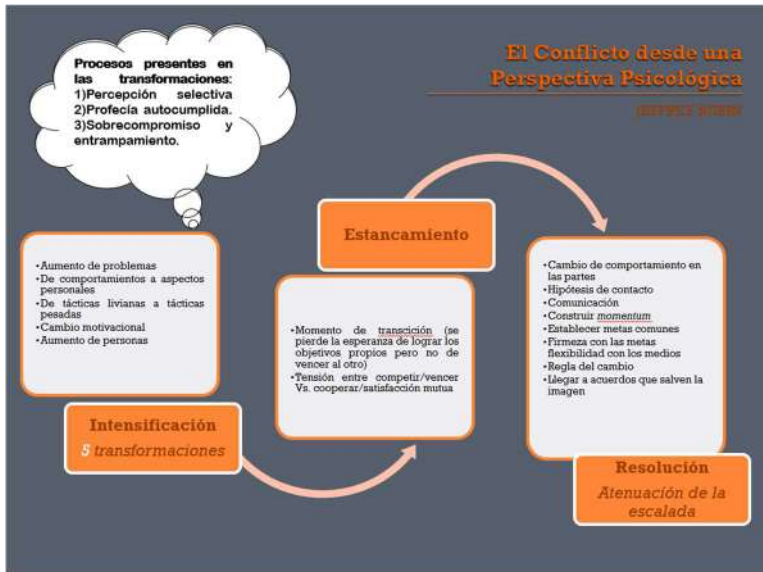 El Conflicto desde una
Perspectiva Psicológica
JEFFREY RUBIN
Procesos presentes en
las transformaciones:
1)Percepción selectiva
2)Profecía autocumplida.
3)Sobrecompromiso y
entrampamiento.
•Aumento de problemas
•De comportamientos a aspectos
personales
•De tácticas livianas a tácticas
pesadas
•Cambio motivacional
•Aumento de personas
Intensificación
5 transformaciones
Estancamiento
•Momento de transcición (se
pierde la esperanza de lograr los
objetivos propios pero no de
vencer al otro)
•Tensión entre competir/vencer
Vs. cooperar/satisfacción mutua
•Cambio de comportamiento en
las partes
•Hipótesis de contacto
•Comunicación
•Construir momentum
•Establecer metas comunes
•Firmeza con las metas
flexibilidad con los medios
•Regla del cambio
•Llegar a acuerdos que salven la
imagen
Resolución
Atenuación de la
escalada